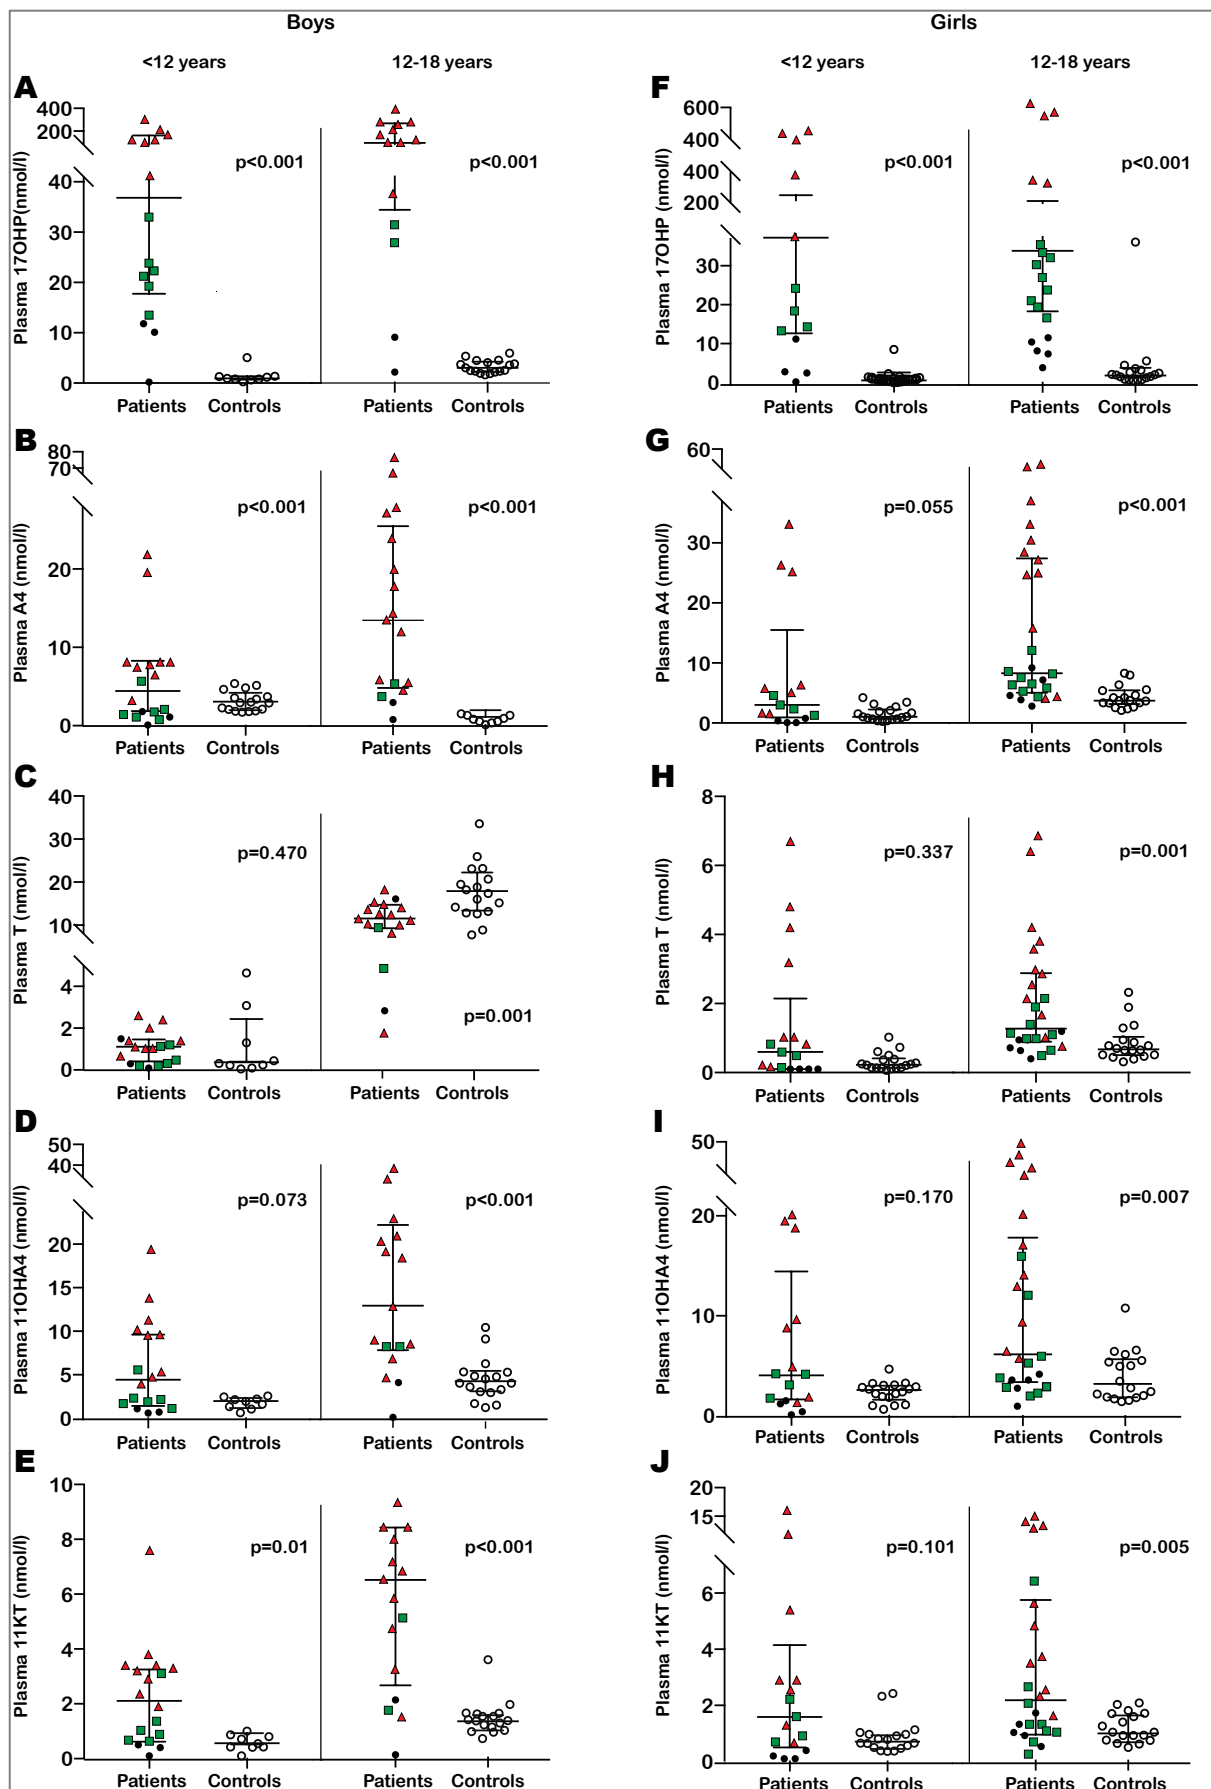 Boys
Girls
<12 years
12-18 years
<12 years
12-18 years
A
Plasma 17OHP(nmol/l)
400
200
40
30
20
10
0
p<0.001
p<0.001
Patients
Controls
Patients
Controls
F
Plasma 17OHP (nmol/l)
600
400
400
200
30
20
10
0
p<0.001
p<0.001
Patients
Controls
Patients
Controls
B
Plasma A4 (nmol/l)
80
70
20
10
0
p<0.001
p<0.001
Patients
Controls
Patients
Controls
G
Plasma A4 (nmol/l)
60
30
20
10
0
p=0.055
p<0.001
Patients
Controls
Patients
Controls
C
Plasma T (nmol/l)
40
30
20
10
4
2
0
p=0.470
p=0.001
Patients
Controls
Patients
Controls
H
Plasma T (nmol/l)
8
6
4
2
0
p=0.337
p=0.001
Patients
Controls
Patients
Controls
D
Plasma 11OHA4 (nmol/l)
50
40
20
15
10
5
0
p=0.073
p<0.001
Patients
Controls
Patients
Controls
I
Plasma 11OHA4 (nmol/l)
50
20
10
0
p=0.170
p=0.007
Patients
Controls
Patients
Controls
E
Plasma 11KT (nmol/l)
10
8
6
4
2
0
p=0.01
p<0.001
Patients
Controls
Patients
Controls
J
Plasma 11KT (nmol/l)
20
15
6
4
2
0
p=0.101
p=0.005
Patients
Controls
Patients
Controls